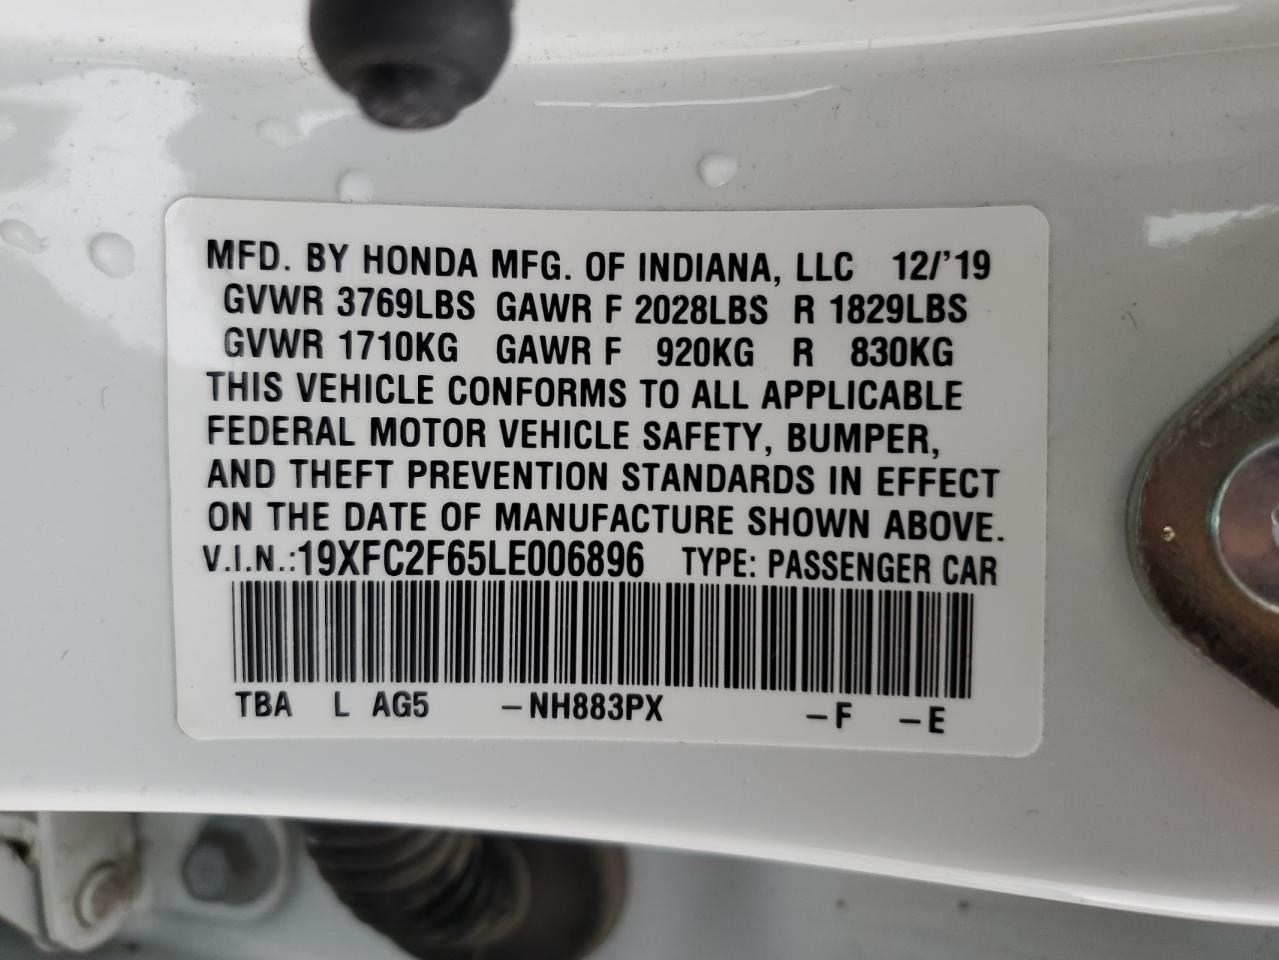 MFD. BY HONDA MFG. OF INDIANA, LLC 12/'19
GVWR 3769LBS GAWR F 2028LBS R 1829LBS
GVWR 1710KG GAWR F 920KG R 830KG
THIS VEHICLE CONFORMS TO ALL APPLICABLE
FEDERAL MOTOR VEHICLE SAFETY, BUMPER,
AND THEFT PREVENTION STANDARDS IN EFFECT
ON THE DATE OF MANUFACTURE SHOWN ABOVE.
V.I.N.:19XFC2F65LE006896 TYPE: PASSENGER CAR
TBA L AG5 -NH883PX -F -E